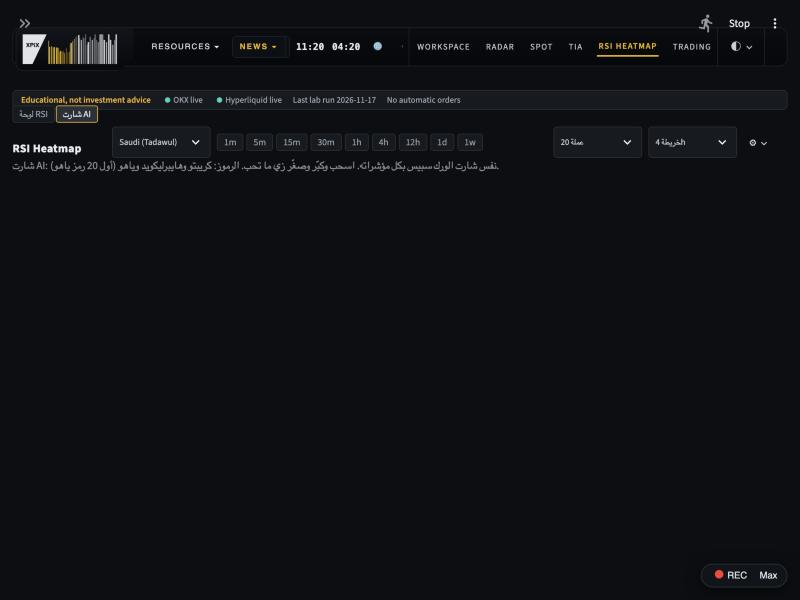 Stop
XPIX RESOURCES NEWS 11:20 04:20 WORKSPACE RADAR SPOT TIA RSI HEATMAP TRADING
Educational, not investment advice OKX live Hyperliquid live Last lab run 2026-11-17 No automatic orders
لوحة RSI شارت AI
RSI Heatmap Saudi (Tadawul) 1m 5m 15m 30m 1h 4h 12h 1d 1w 20 عملة الخريطة 4
شارت AI: نفس شارت الورك سبيس بكل مؤشراته. اسحب وكبّر وصغّر زي ما تحب. الرموز: كريبتو وهايبرليكويد وياهو (أول 20 رمز ياهو).
REC Max